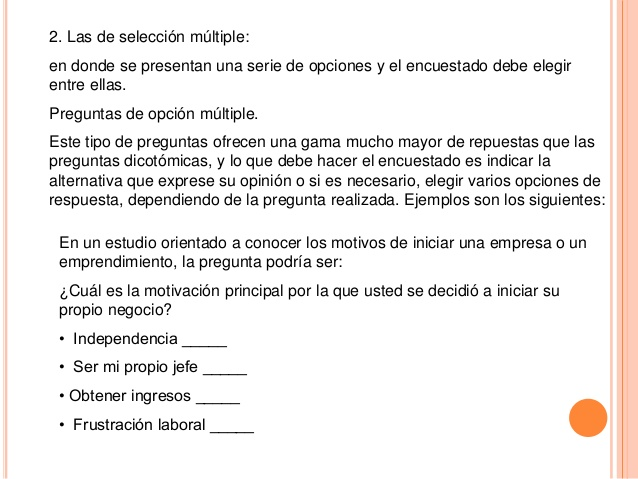 2. Las de selección múltiple:
en donde se presentan una serie de opciones y el encuestado debe elegir
entre ellas.
Preguntas de opción múltiple.
Este tipo de preguntas ofrecen una gama mucho mayor de repuestas que las
preguntas dicotómicas, y lo que debe hacer el encuestado es indicar la
alternativa que exprese su opinión o si es necesario, elegir varios opciones de
respuesta, dependiendo de la pregunta realizada. Ejemplos son los siguientes:
En un estudio orientado a conocer los motivos de iniciar una empresa o un
emprendimiento, la pregunta podría ser:
¿Cuál es la motivación principal por la que usted se decidió a iniciar su
propio negocio?
• Independencia _____
• Ser mi propio jefe _____
• Obtener ingresos _____
• Frustración laboral _____